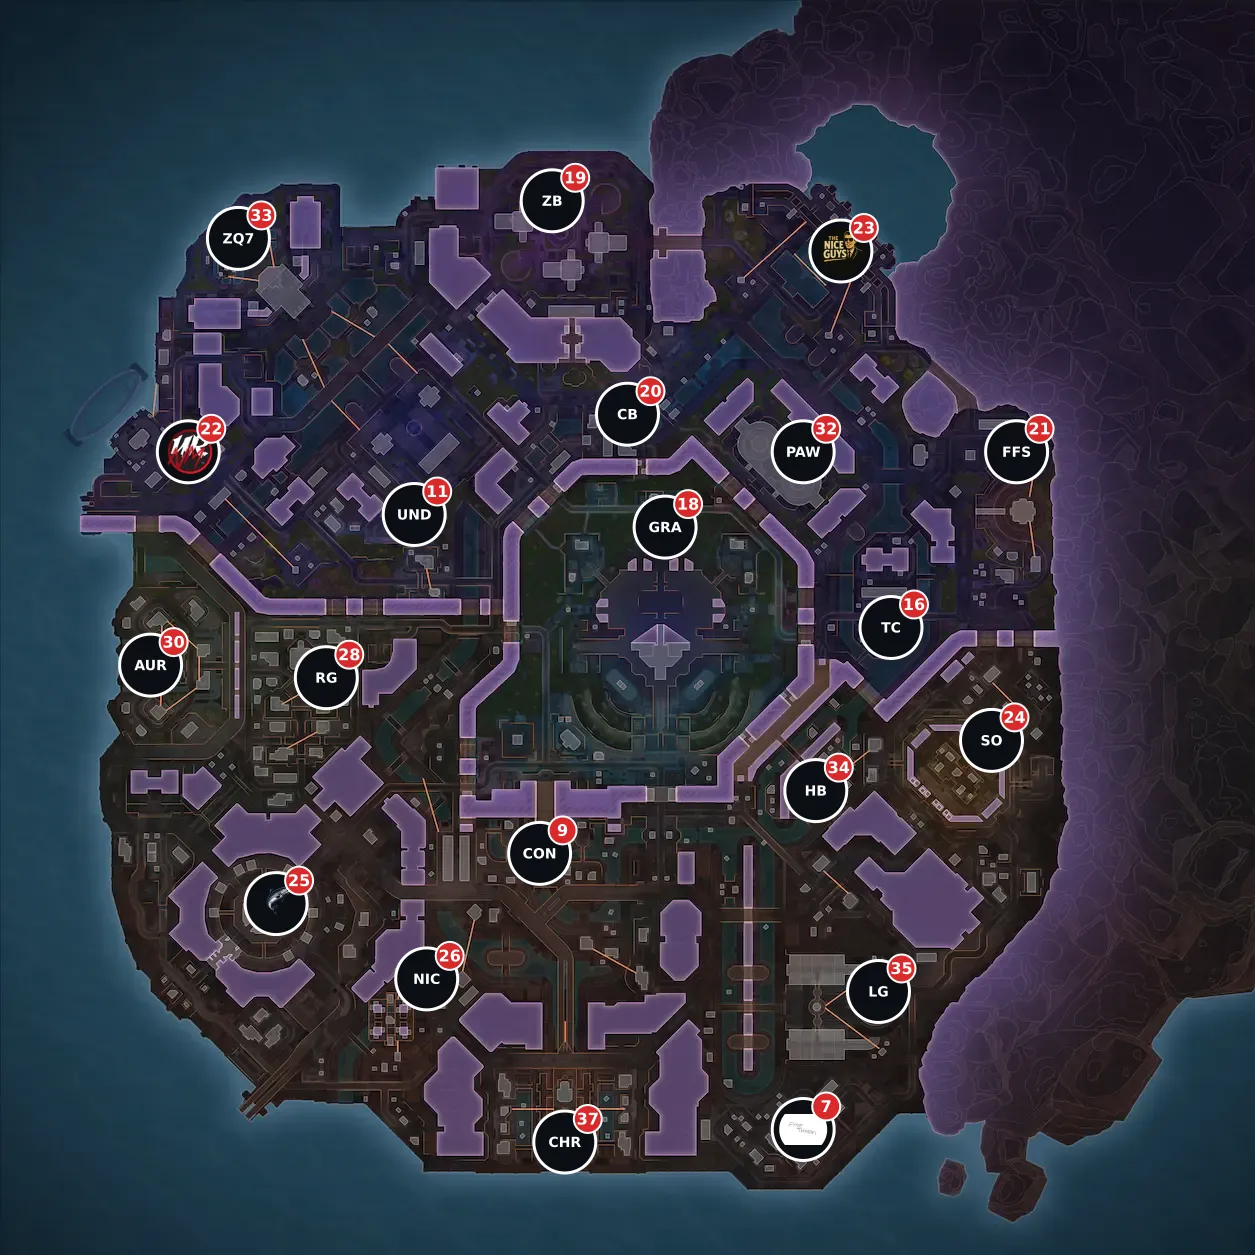 19
ZB
33
ZQ7
23
THE
NICE
GUYS
20
CB
22
32
PAW
21
FFS
11
UND
18
GRA
16
TC
30
AUR
28
RG
24
SO
34
HB
9
CON
25
26
NIC
35
LG
7
37
CHR